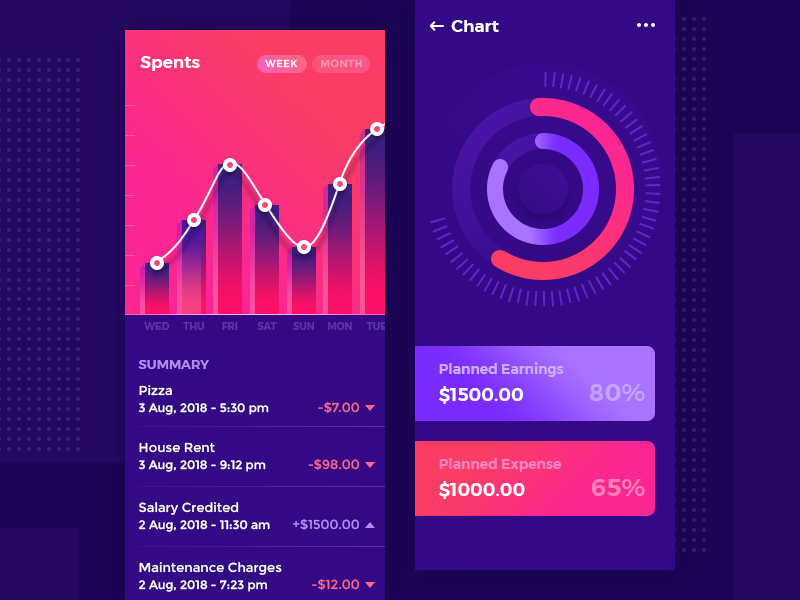 Spents
WEEK MONTH
WED THU FRI SAT SUN MON TUE
SUMMARY
Pizza
3 Aug, 2018 - 5:30 pm -$7.00
House Rent
3 Aug, 2018 - 9:12 pm -$98.00
Salary Credited
2 Aug, 2018 - 11:30 am +$1500.00
Maintenance Charges
2 Aug, 2018 - 7:23 pm -$12.00
Chart
Planned Earnings
$1500.00 80%
Planned Expense
$1000.00 65%